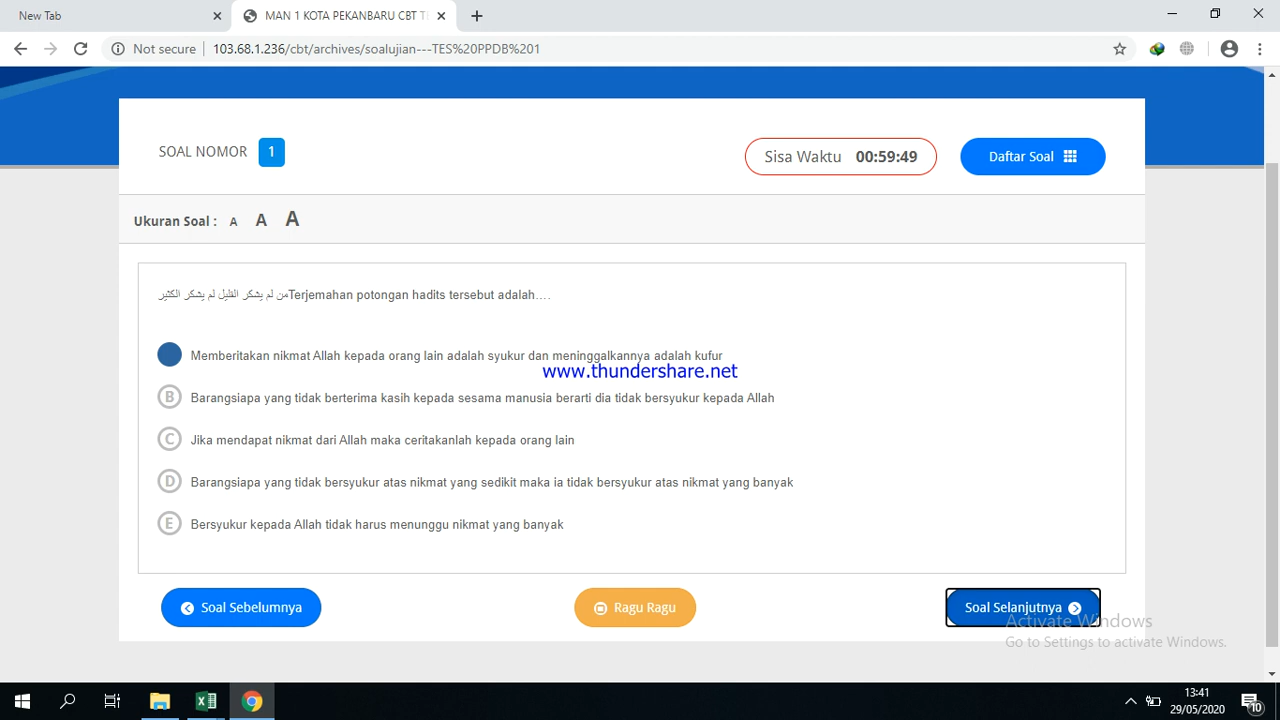 New Tab
MAN 1 KOTA PEKANBARU CBT T
Not secure
103.68.1.236/cbt/archives/soalujian---TES%20PPDB%201
SOAL NOMOR 1
Sisa Waktu 00:59:49
Daftar Soal
Ukuran Soal : A A A
من لم يشكر القليل لم يشكر الكثيرTerjemahan potongan hadits tersebut adalah....
Memberitakan nikmat Allah kepada orang lain adalah syukur dan meninggalkannya adalah kufur
www.thundershare.net
B Barangsiapa yang tidak berterima kasih kepada sesama manusia berarti dia tidak bersyukur kepada Allah
C Jika mendapat nikmat dari Allah maka ceritakanlah kepada orang lain
D Barangsiapa yang tidak bersyukur atas nikmat yang sedikit maka ia tidak bersyukur atas nikmat yang banyak
E Bersyukur kepada Allah tidak harus menunggu nikmat yang banyak
Soal Sebelumnya
Ragu Ragu
Soal Selanjutnya
Activate Windows
Go to Settings to activate Windows.
13:41
29/05/2020
10